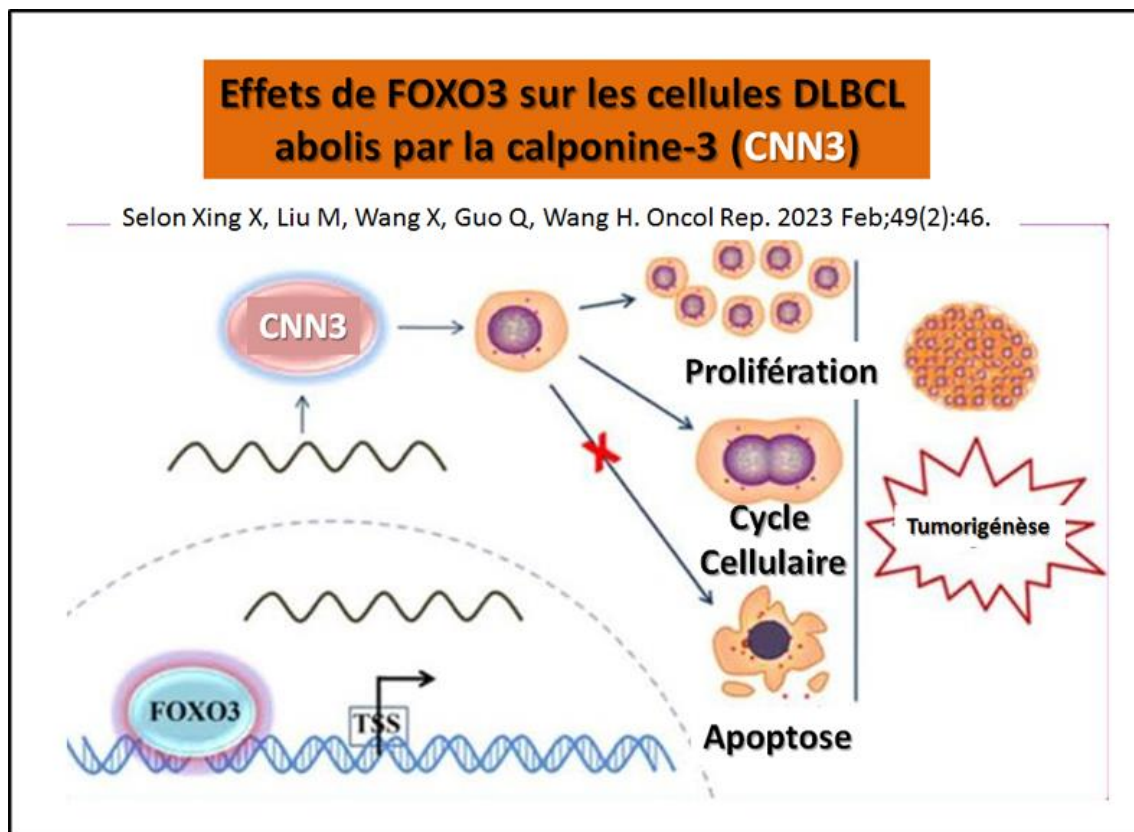 Effets de FOXO3 sur les cellules DLBCL
abolis par la calponine-3 (CNN3)
Selon Xing X, Liu M, Wang X, Guo Q, Wang H. Oncol Rep. 2023 Feb;49(2):46.
CNN3
Prolifération
Cycle
Cellulaire
Tumorigénèse
FOXO3
TSS
Apoptose